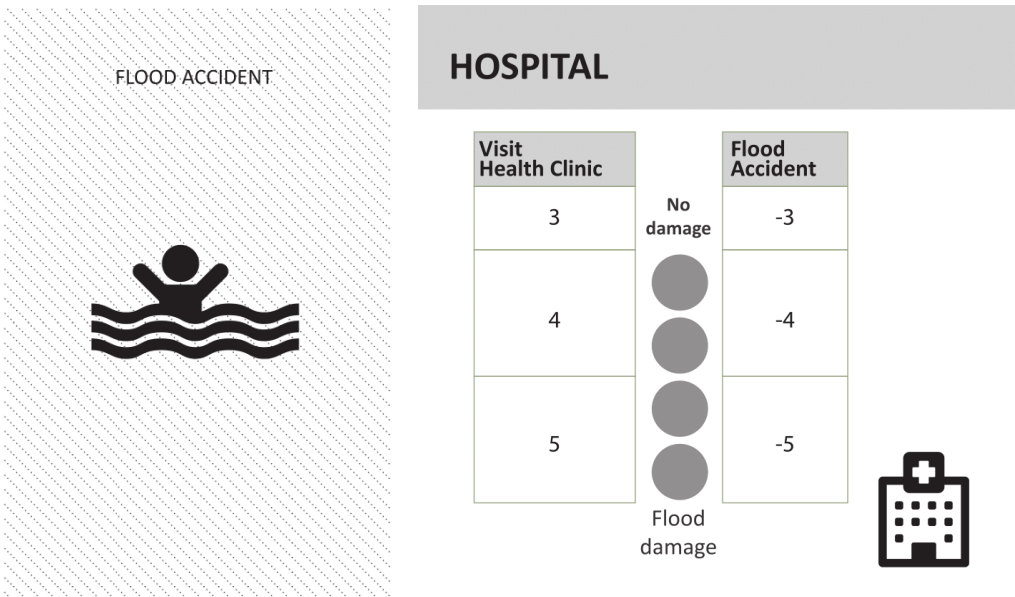 FLOOD ACCIDENT
HOSPITAL
Visit
Health Clinic
Flood
Accident
3
No
damage
-3
4
-4
5
-5
Flood
damage